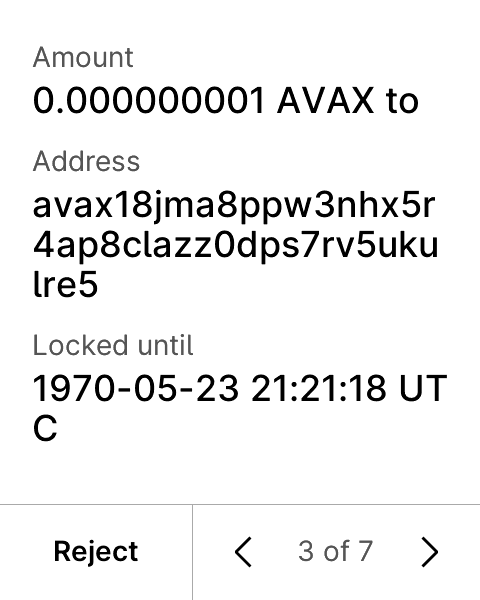 Amount
0.000000001 AVAX to
Address
avax18jma8ppw3nhx5r
4ap8clazz0dps7rv5uku
lre5
Locked until
1970-05-23 21:21:18 UT
C
Reject
3 of 7